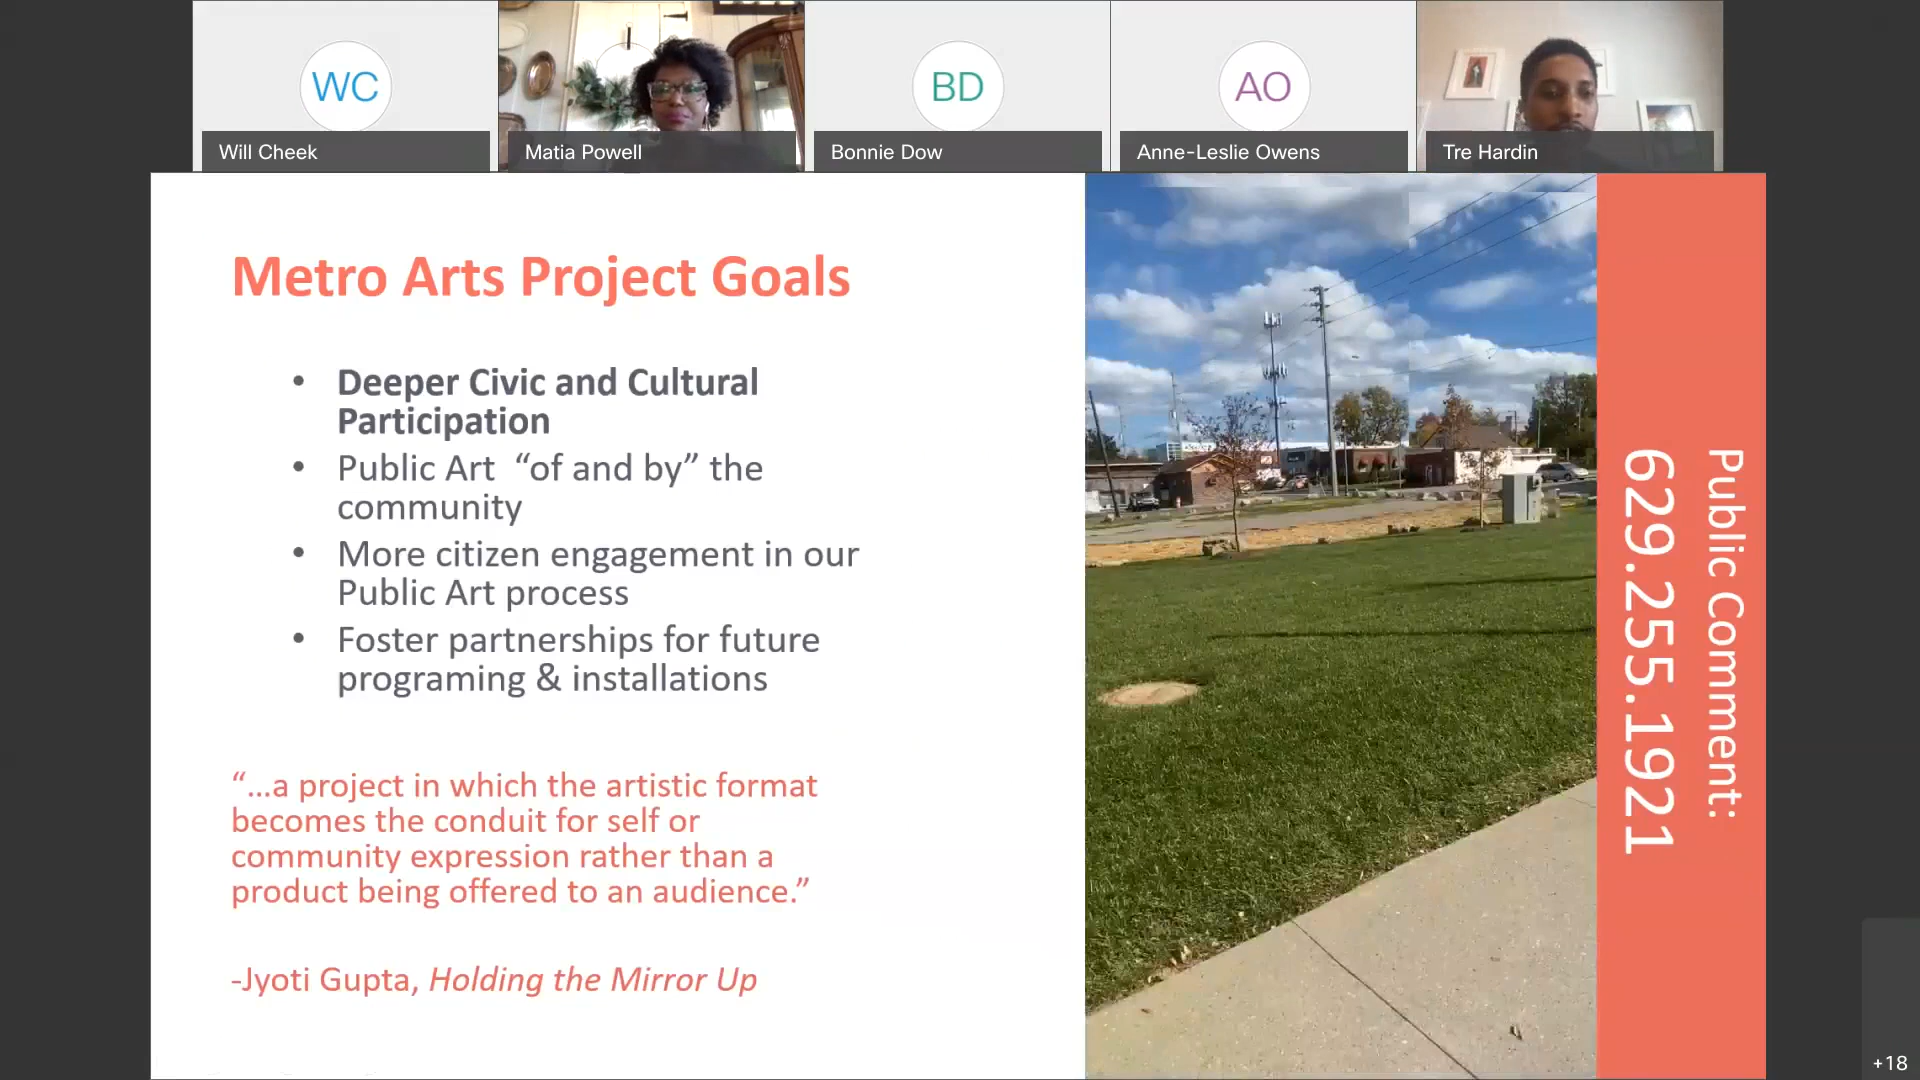 WC
BD
AO
Will Cheek
Matia Powell
Bonnie Dow
Anne-Leslie Owens
Tre Hardin
Metro Arts Project Goals
• Deeper Civic and Cultural
Participation
• Public Art “of and by” the
community
• More citizen engagement in our
Public Art process
• Foster partnerships for future
programing & installations
“...a project in which the artistic format
becomes the conduit for self or
community expression rather than a
product being offered to an audience.”
-Jyoti Gupta, Holding the Mirror Up
Public Comment:
629.255.1921
+18